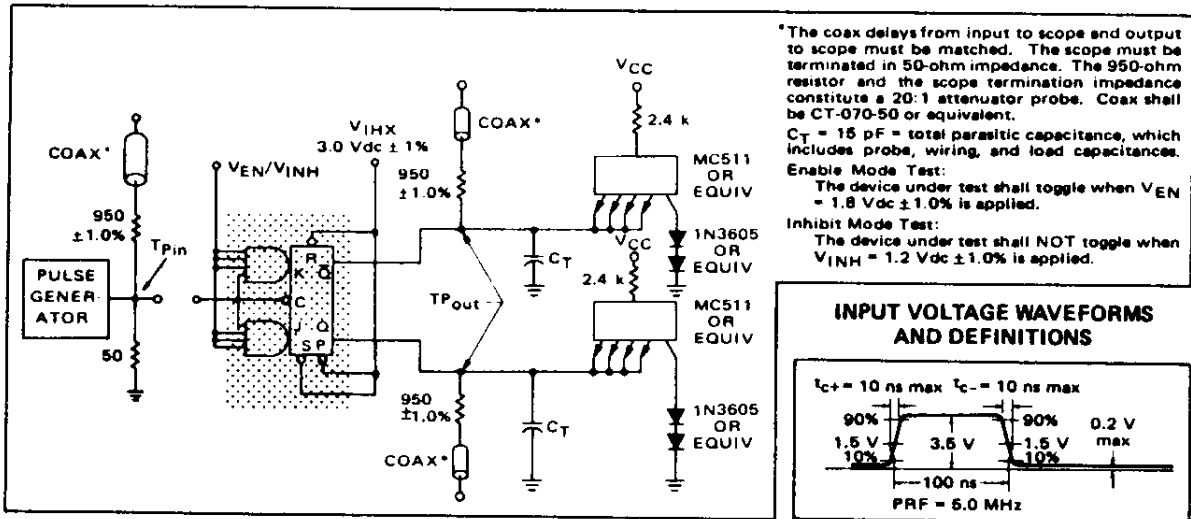 COAX*
950
±1.0%
TPin
PULSE
GENER-
ATOR
50
VEN/VINH
VIHX
3.0 Vdc ± 1%
R
K
Q̅
C
J
Q
S P
COAX*
950
±1.0%
TPout
950
±1.0%
COAX*
CT
CT
VCC
2.4 k
MC511
OR
EQUIV
1N3605
OR
EQUIV
VCC
2.4 k
MC511
OR
EQUIV
1N3605
OR
EQUIV
*The coax delays from input to scope and output
to scope must be matched. The scope must be
terminated in 50-ohm impedance. The 950-ohm
resistor and the scope termination impedance
constitute a 20:1 attenuator probe. Coax shall
be CT-070-50 or equivalent.
CT = 15 pF = total parasitic capacitance, which
includes probe, wiring, and load capacitances.
Enable Mode Test:
The device under test shall toggle when VEN
= 1.8 Vdc ±1.0% is applied.
Inhibit Mode Test:
The device under test shall NOT toggle when
VINH = 1.2 Vdc ±1.0% is applied.
INPUT VOLTAGE WAVEFORMS
AND DEFINITIONS
tc+ = 10 ns max tc- = 10 ns max
90%
1.5 V
10%
3.5 V
90%
1.5 V
10%
0.2 V
max
100 ns
PRF = 5.0 MHz